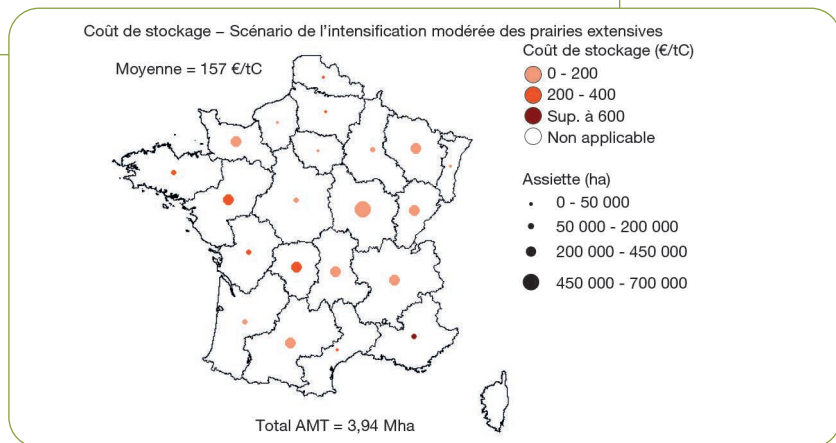 Coût de stockage – Scénario de l'intensification modérée des prairies extensives
Moyenne = 157 €/tC
Coût de stockage (€/tC)
0 - 200
200 - 400
Sup. à 600
Non applicable
Assiette (ha)
0 - 50 000
50 000 - 200 000
200 000 - 450 000
450 000 - 700 000
Total AMT = 3,94 Mha